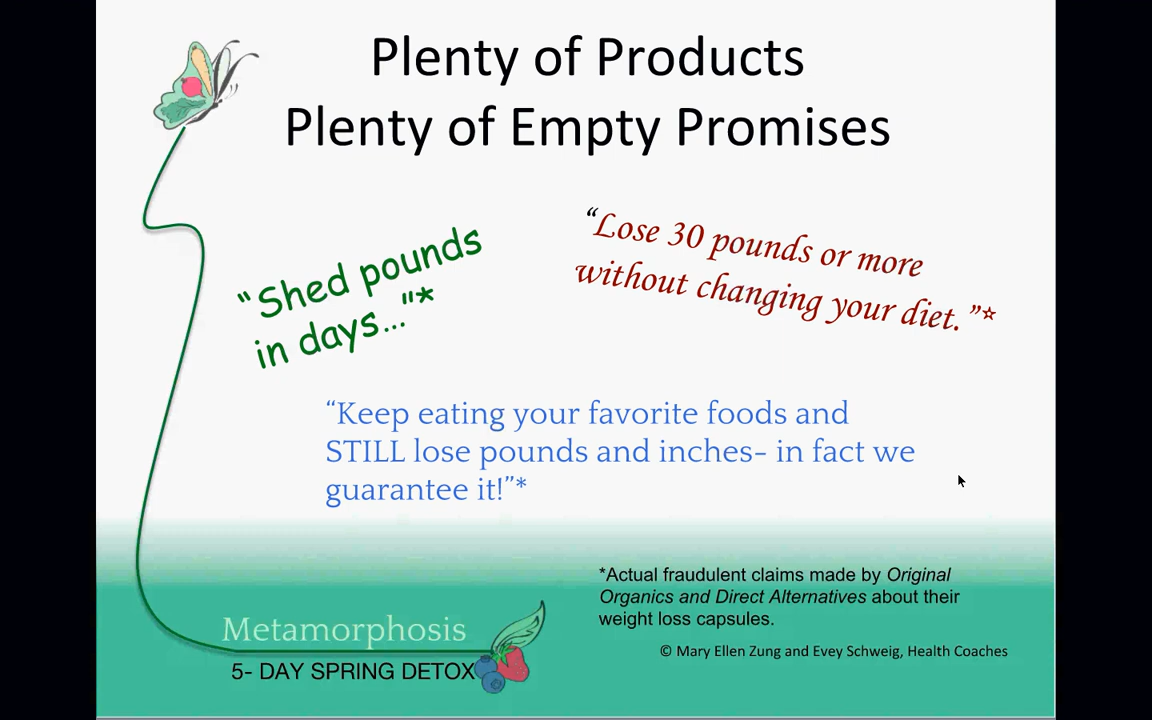 Plenty of Products
Plenty of Empty Promises
“Shed pounds
in days..."*
“Lose 30 pounds or more
without changing your diet.”*
“Keep eating your favorite foods and
STILL lose pounds and inches- in fact we
guarantee it!”*
*Actual fraudulent claims made by Original
Organics and Direct Alternatives about their
weight loss capsules.
Metamorphosis
5- DAY SPRING DETOX
© Mary Ellen Zung and Evey Schweig, Health Coaches